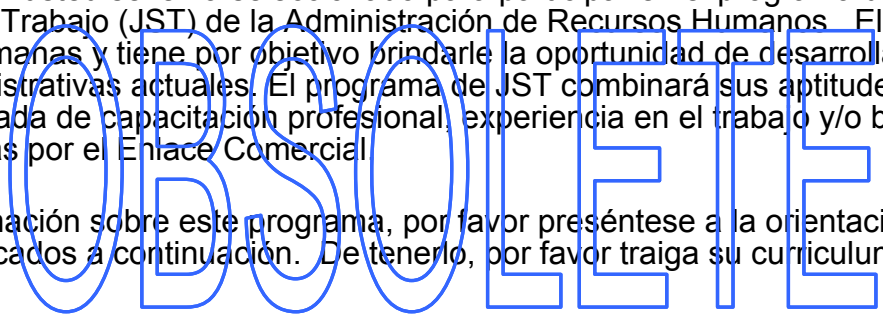 Trabajo (JST) de la Administración de Recursos Humanos. El
manas y tiene por objetivo brindarle la oportunidad de desarrolla
istrativas actuales. El programa de JST combinará sus aptitude
ada de capacitación profesional, experiencia en el trabajo y/o b
as por el Enlace Comercial.
mación sobre este programa, por favor preséntese a la orientaci
cados a continuación. De tenerlo, por favor traiga su curriculum
OBSOLETE